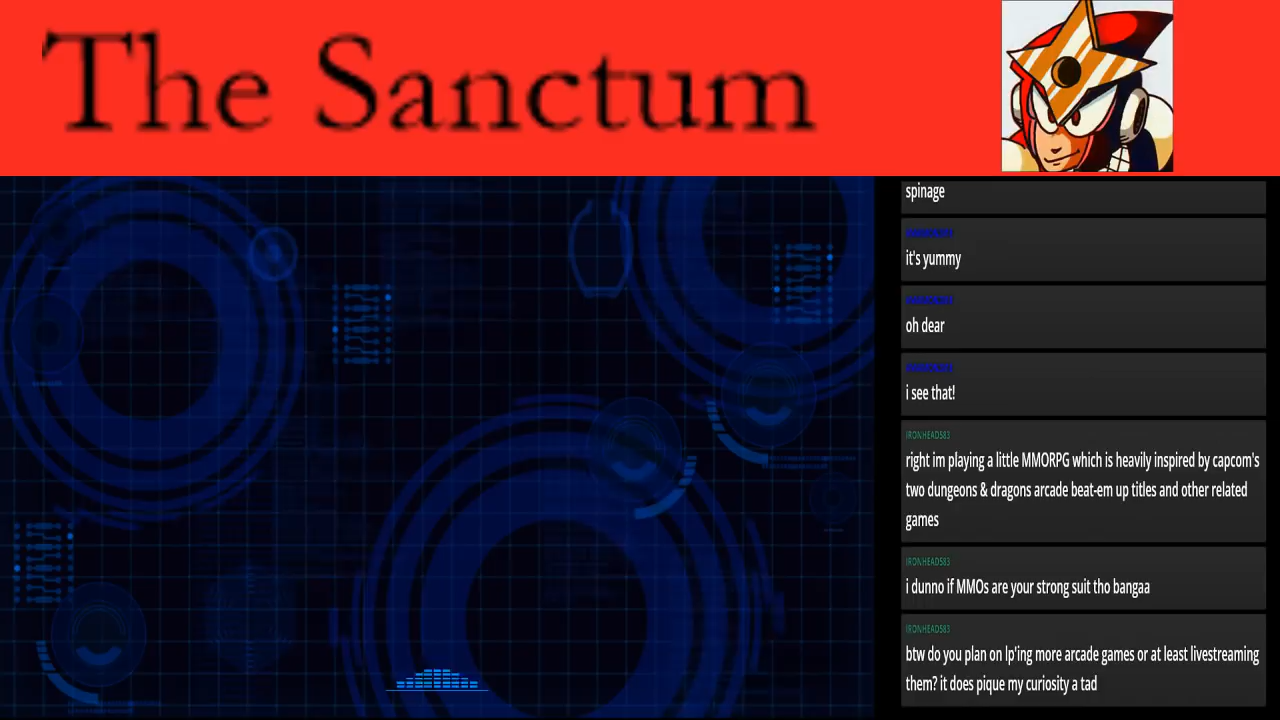 The Sanctum
spinage
it's yummy
oh dear
i see that!
IRONHEADS83
right im playing a little MMORPG which is heavily inspired by capcom's
two dungeons & dragons arcade beat-em up titles and other related
games
IRONHEADS83
i dunno if MMOs are your strong suit tho bangaa
IRONHEADS83
btw do you plan on lp'ing more arcade games or at least livestreaming
them? it does pique my curiosity a tad